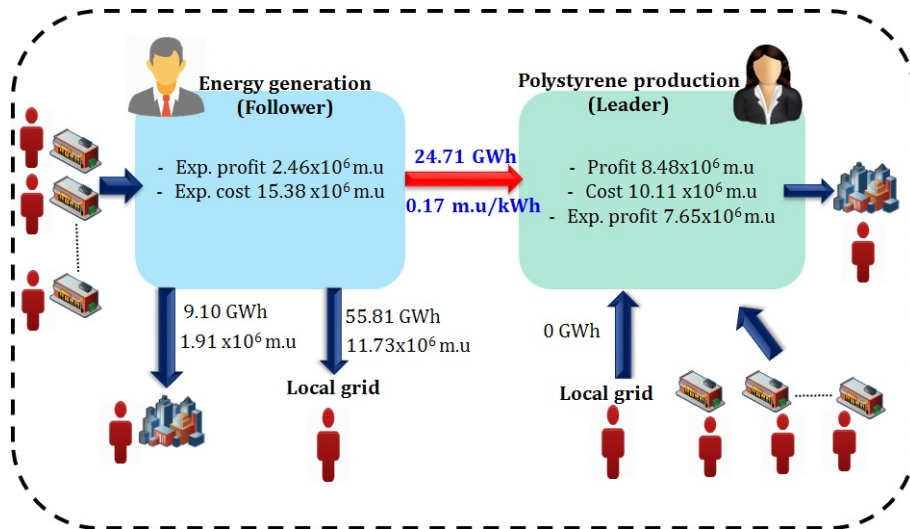 Energy generation
(Follower)
- Exp. profit 2.46x10⁶ m.u
- Exp. cost 15.38 x10⁶ m.u
24.71 GWh
0.17 m.u/kWh
Polystyrene production
(Leader)
- Profit 8.48x10⁶ m.u
- Cost 10.11 x10⁶ m.u
- Exp. profit 7.65x10⁶ m.u
9.10 GWh
1.91 x10⁶ m.u
55.81 GWh
11.73x10⁶ m.u
Local grid
0 GWh
Local grid